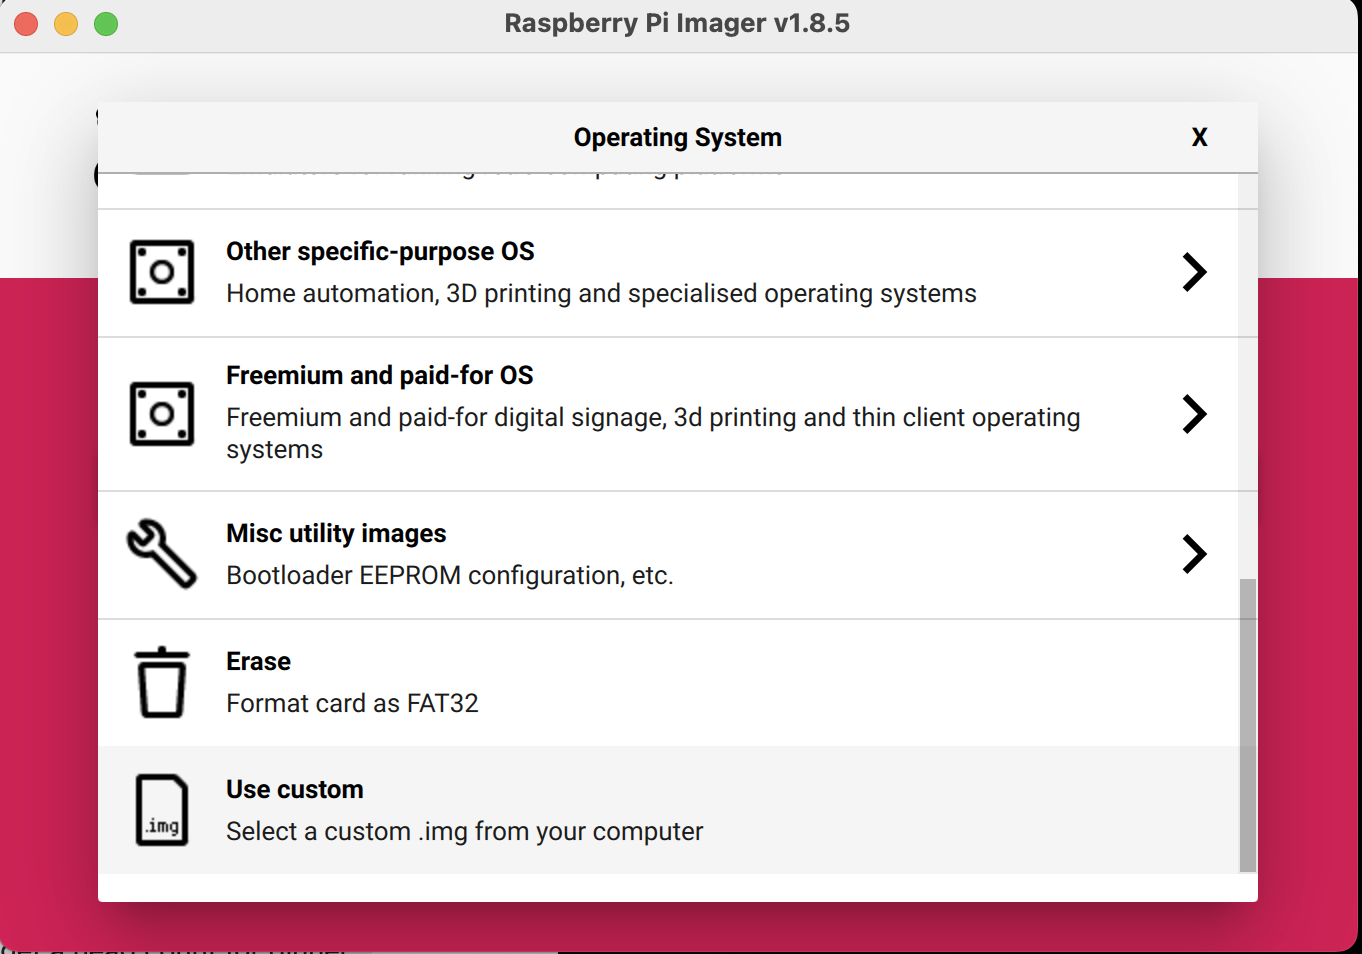 Raspberry Pi Imager v1.8.5
Operating System
X
Other specific-purpose OS
Home automation, 3D printing and specialised operating systems
Freemium and paid-for OS
Freemium and paid-for digital signage, 3d printing and thin client operating
systems
Misc utility images
Bootloader EEPROM configuration, etc.
Erase
Format card as FAT32
Use custom
.img
Select a custom .img from your computer